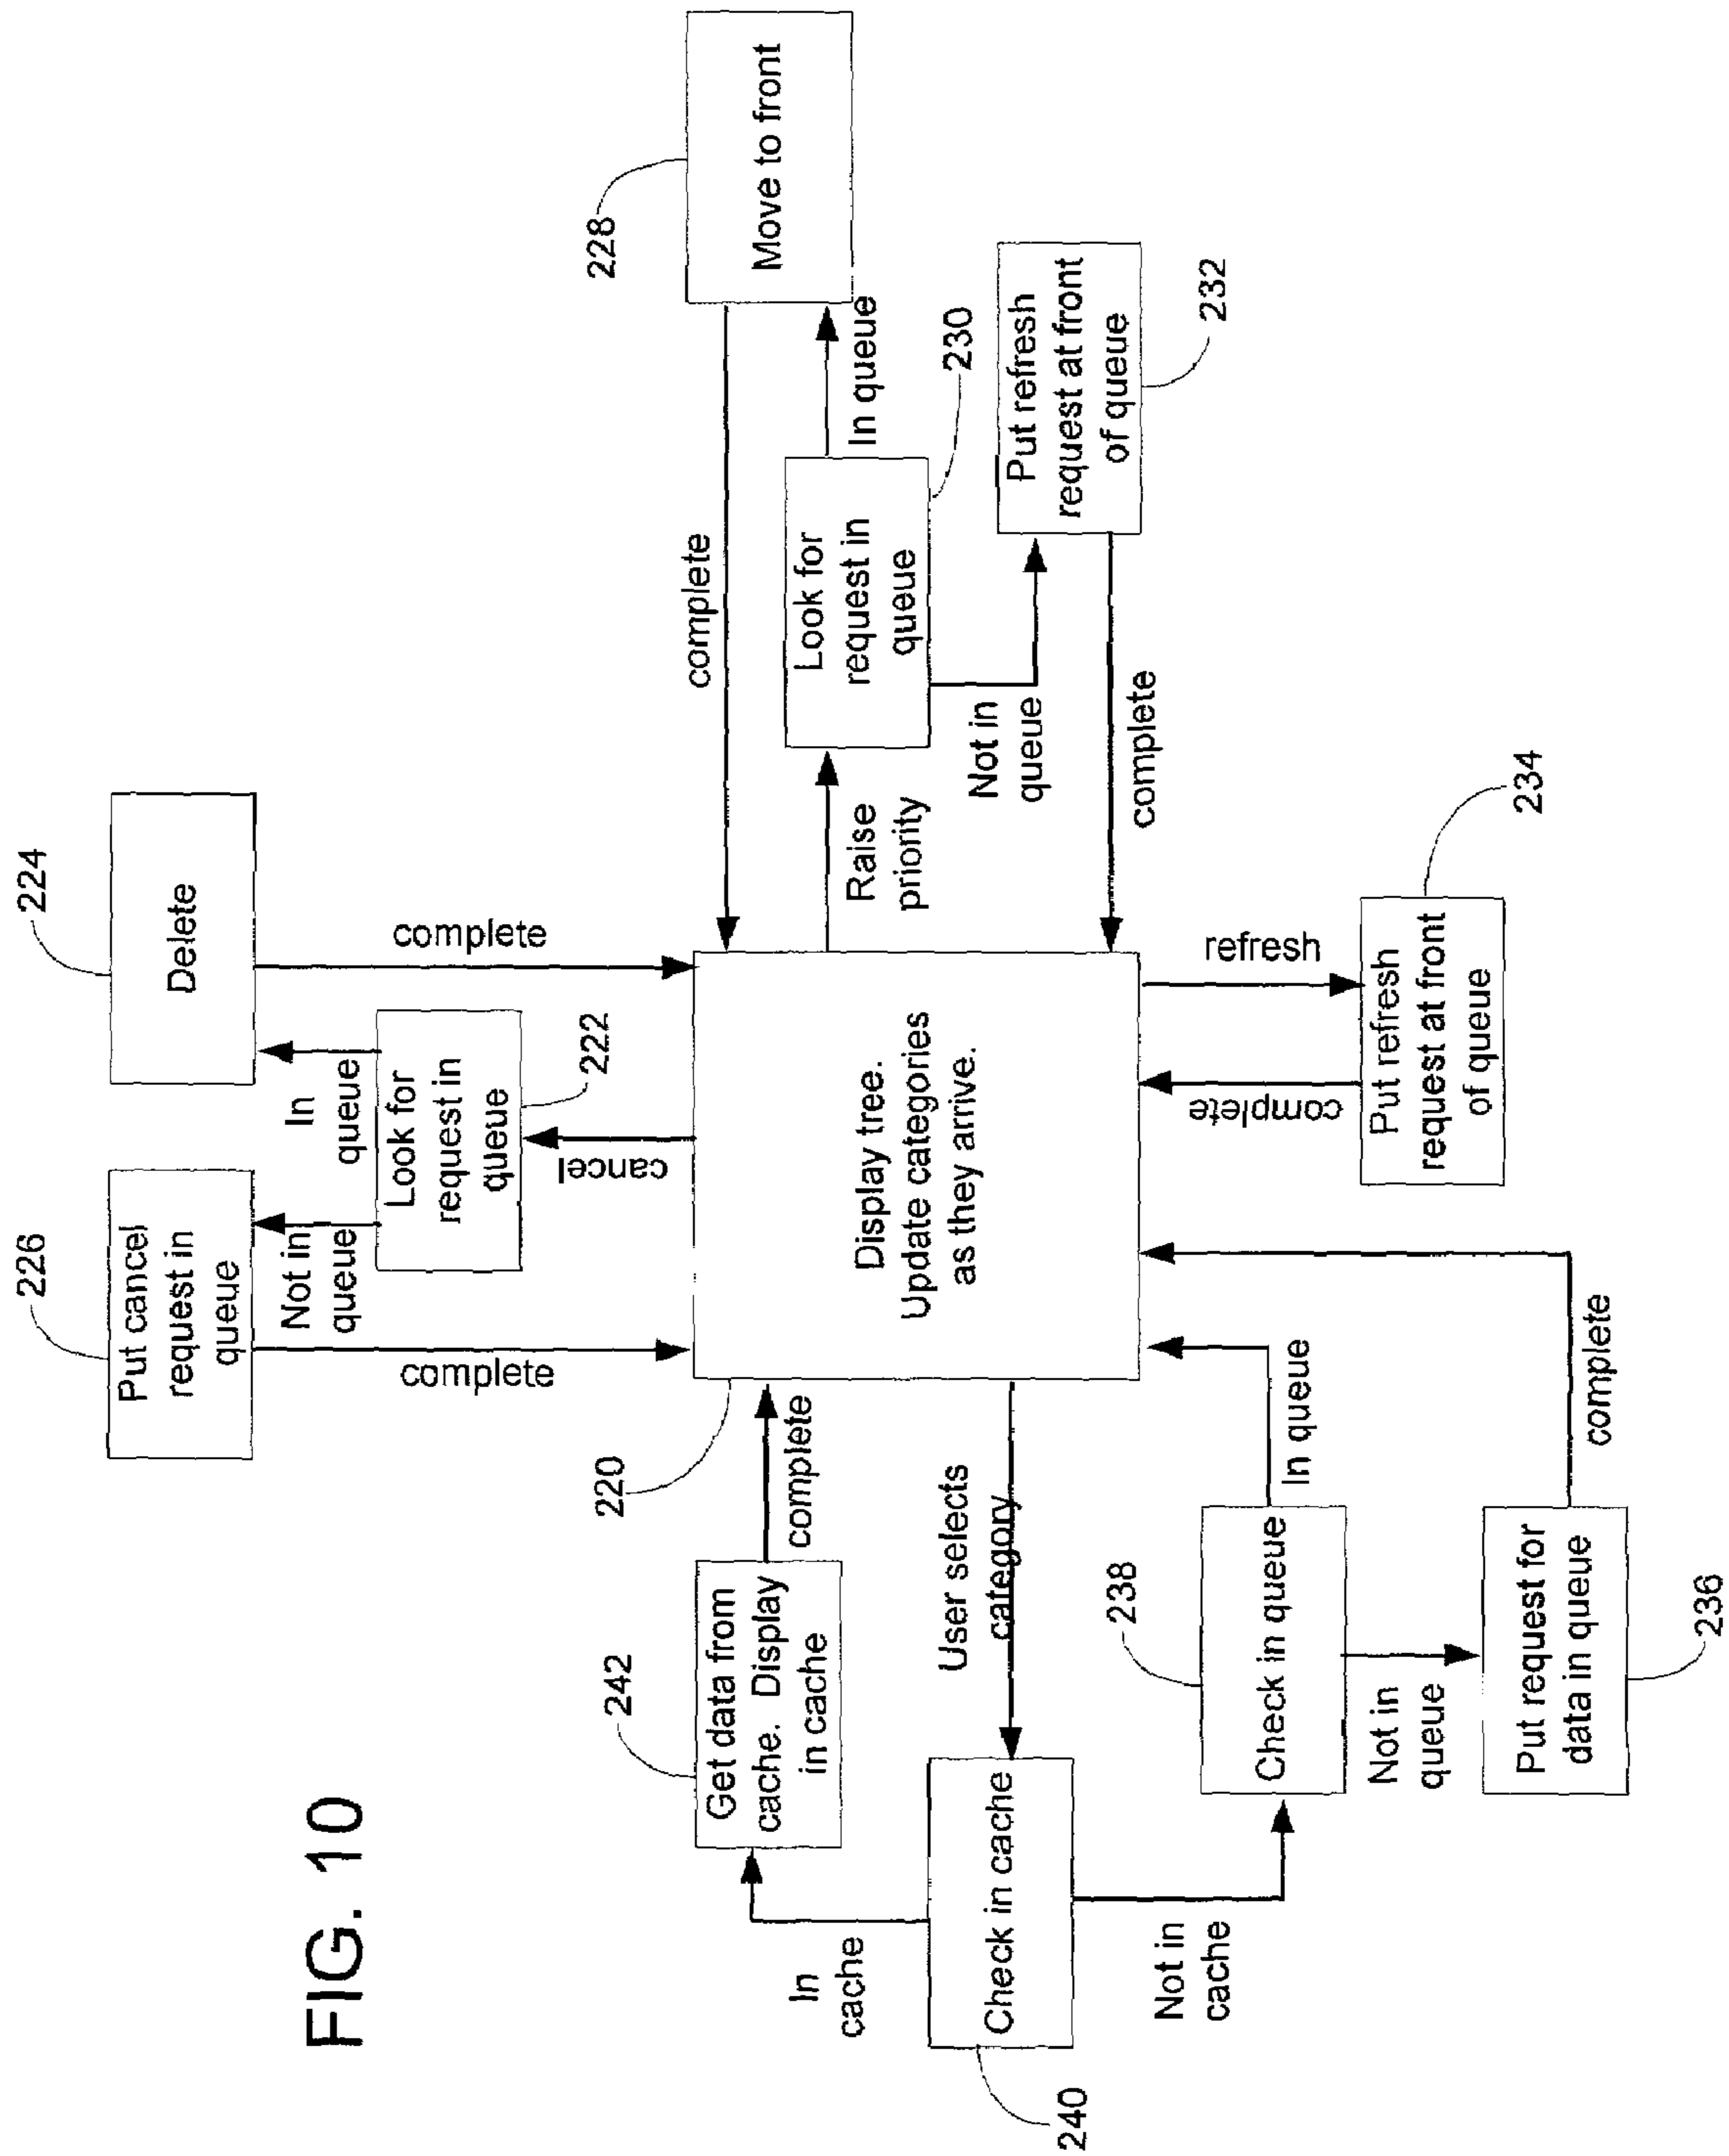 FIG. 10
226
Put cancel
request in
queue
224
Delete
complete
Not in
queue
In
queue
complete
Look for
request in
queue
222
cancel
242
Get data from
cache. Display
in cache
complete
220
Display tree.
Update categories
as they arrive.
complete
228
Move to front
Raise
priority
Look for
request in
queue
In queue
230
Not in
queue
Put refresh
request at front
of queue
232
complete
In
cache
240
Check in cache
User selects
category
Not in
cache
238
Check in queue
In queue
Not in
queue
Put request for
data in queue
236
complete
complete
refresh
Put refresh
request at front
of queue
234